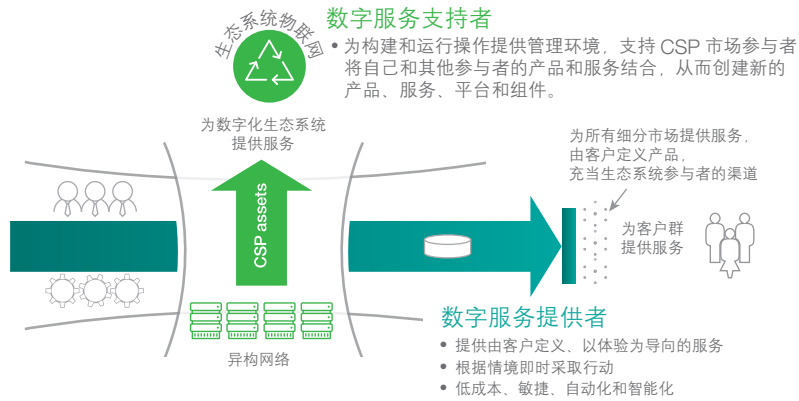 生态系统物联网
数字服务支持者
• 为构建和运行操作提供管理环境，支持 CSP 市场参与者
将自己和其他参与者的产品和服务结合，从而创建新的
产品、服务、平台和组件。
为数字化生态系统
提供服务
为所有细分市场提供服务，
由客户定义产品，
充当生态系统参与者的渠道
CSP assets
为客户群
提供服务
异构网络
数字服务提供者
• 提供由客户定义、以体验为导向的服务
• 根据情境即时采取行动
• 低成本、敏捷、自动化和智能化